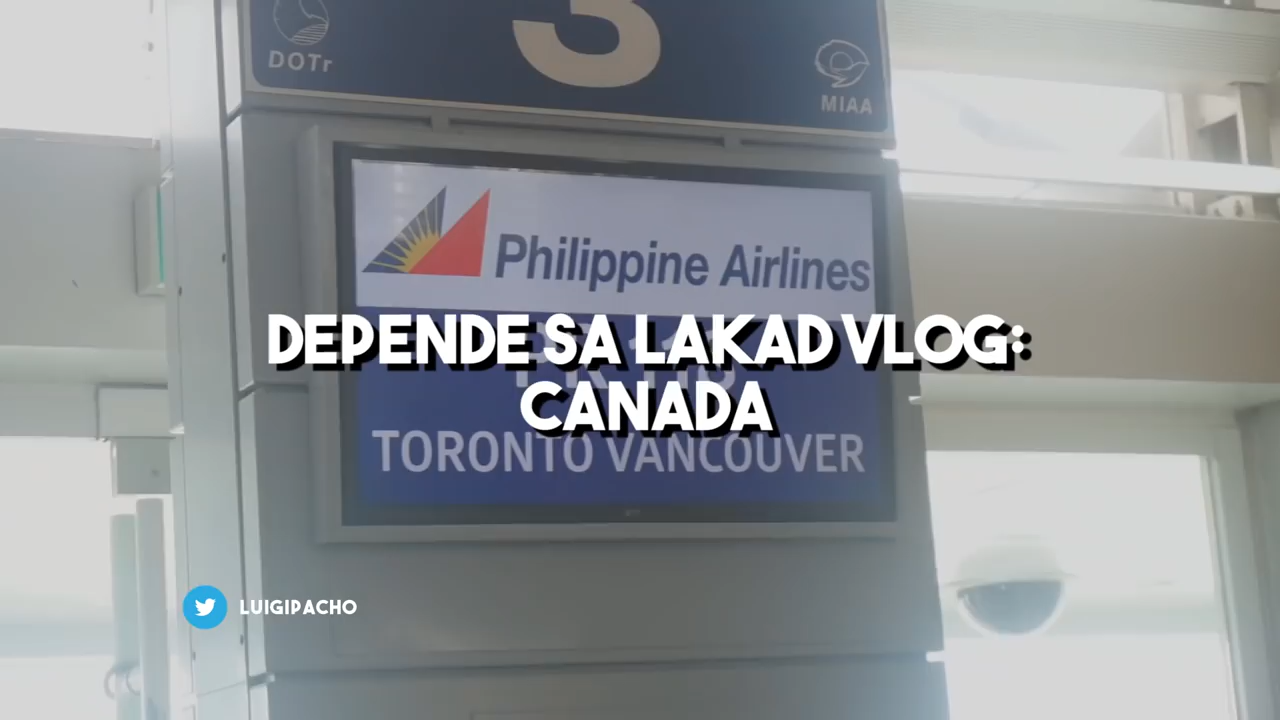 3
DOTr
MIAA
Philippine Airlines
DEPENDE SA LAKAD VLOG:
CANADA
TORONTO VANCOUVER
LUIGIPACHO